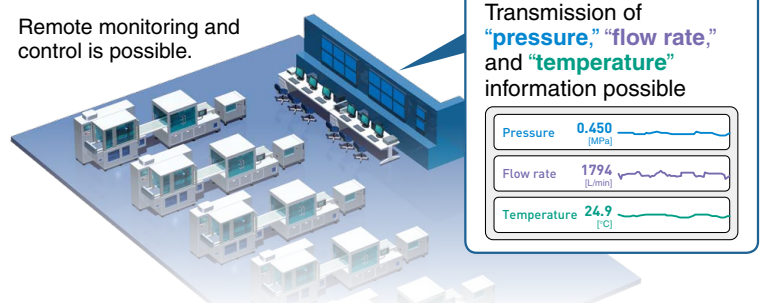 Remote monitoring and
control is possible.
Transmission of
“pressure,” “flow rate,”
and “temperature”
information possible
Pressure 0.450
[MPa]
Flow rate 1794
[L/min]
Temperature 24.9
[°C]